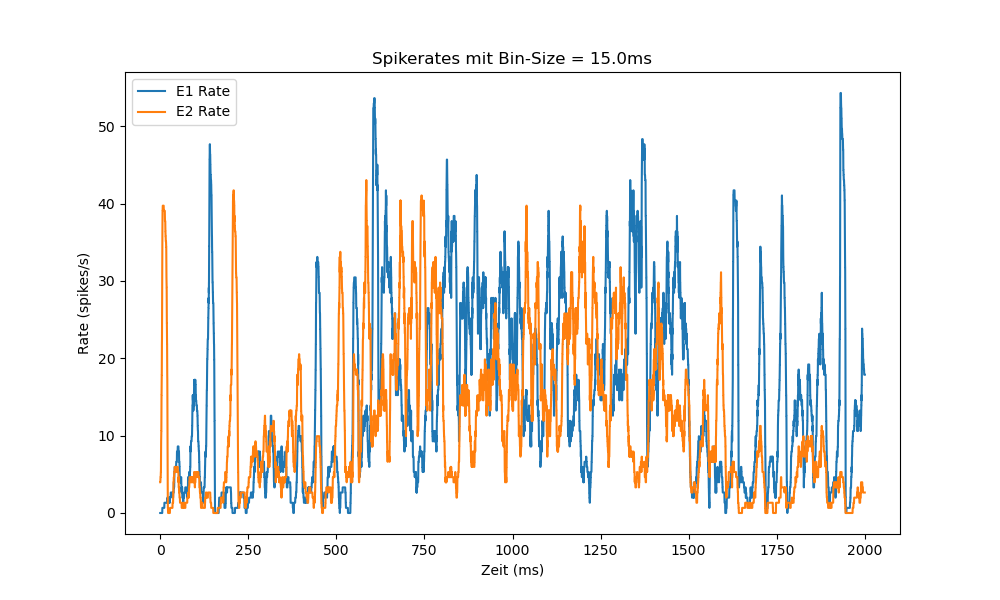 Spikerates mit Bin-Size = 15.0ms
E1 Rate
E2 Rate
Rate (spikes/s)
50
40
30
20
10
0
0 250 500 750 1000 1250 1500 1750 2000
Zeit (ms)